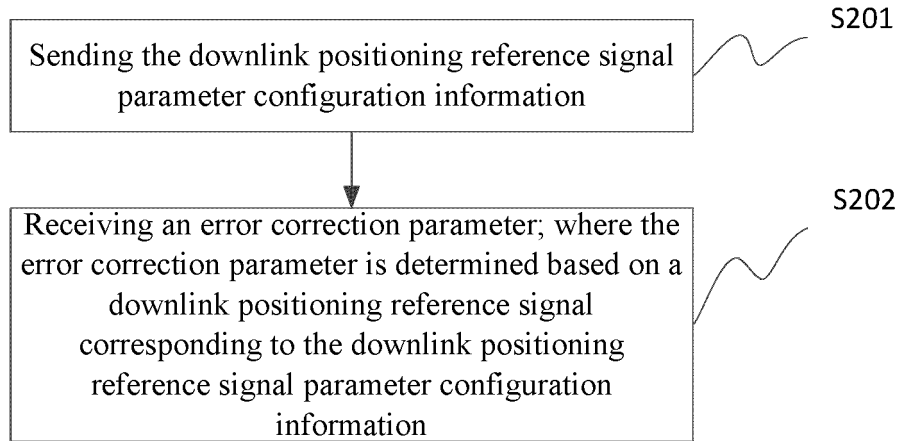 S201
Sending the downlink positioning reference signal
parameter configuration information
S202
Receiving an error correction parameter; where the
error correction parameter is determined based on a
downlink positioning reference signal
corresponding to the downlink positioning
reference signal parameter configuration
information